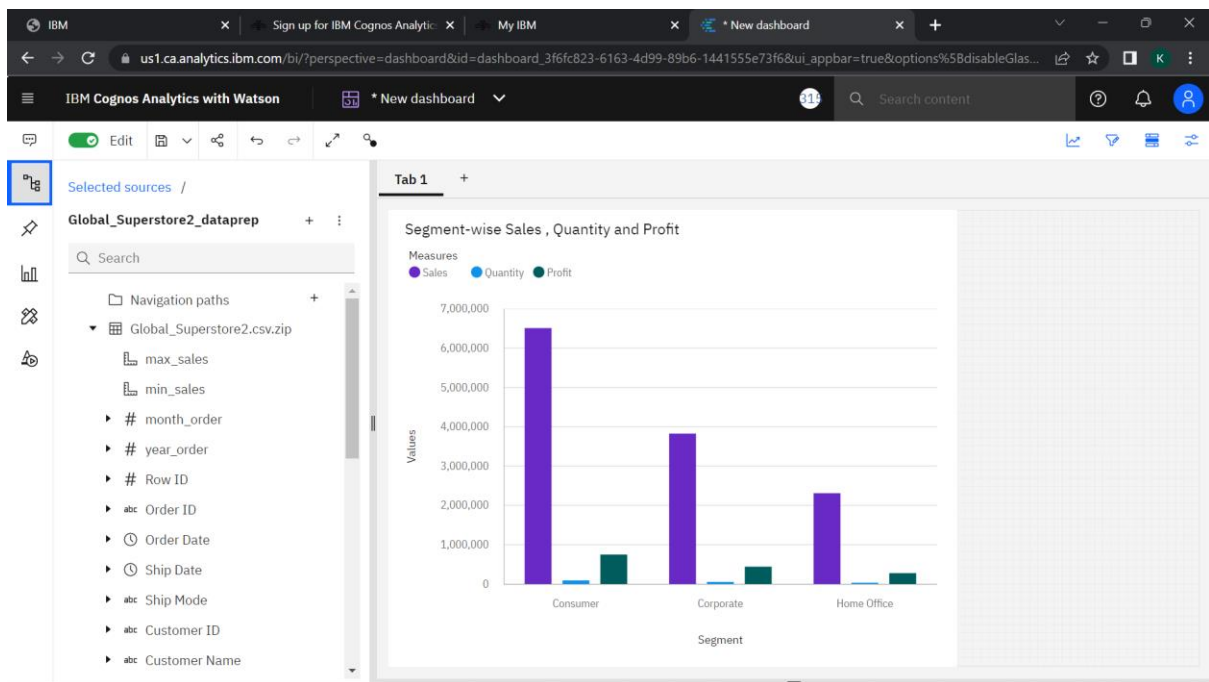 IBM
Sign up for IBM Cognos Analytic
My IBM
* New dashboard
us1.ca.analytics.ibm.com/bi/?perspective=dashboard&id=dashboard_3f6fc823-6163-4d99-89b6-1441555e73f6&ui_appbar=true&options%5BdisableGlas...
K
IBM Cognos Analytics with Watson
* New dashboard
Search content
Edit
Selected sources /
Tab 1
Global_Superstore2_dataprep
Search
Navigation paths
Global_Superstore2.csv.zip
max_sales
min_sales
# month_order
# year_order
# Row ID
abc Order ID
Order Date
Ship Date
abc Ship Mode
abc Customer ID
abc Customer Name
Segment-wise Sales , Quantity and Profit
Measures
Sales Quantity Profit
7,000,000
6,000,000
5,000,000
4,000,000
3,000,000
2,000,000
1,000,000
0
Values
Consumer Corporate Home Office
Segment